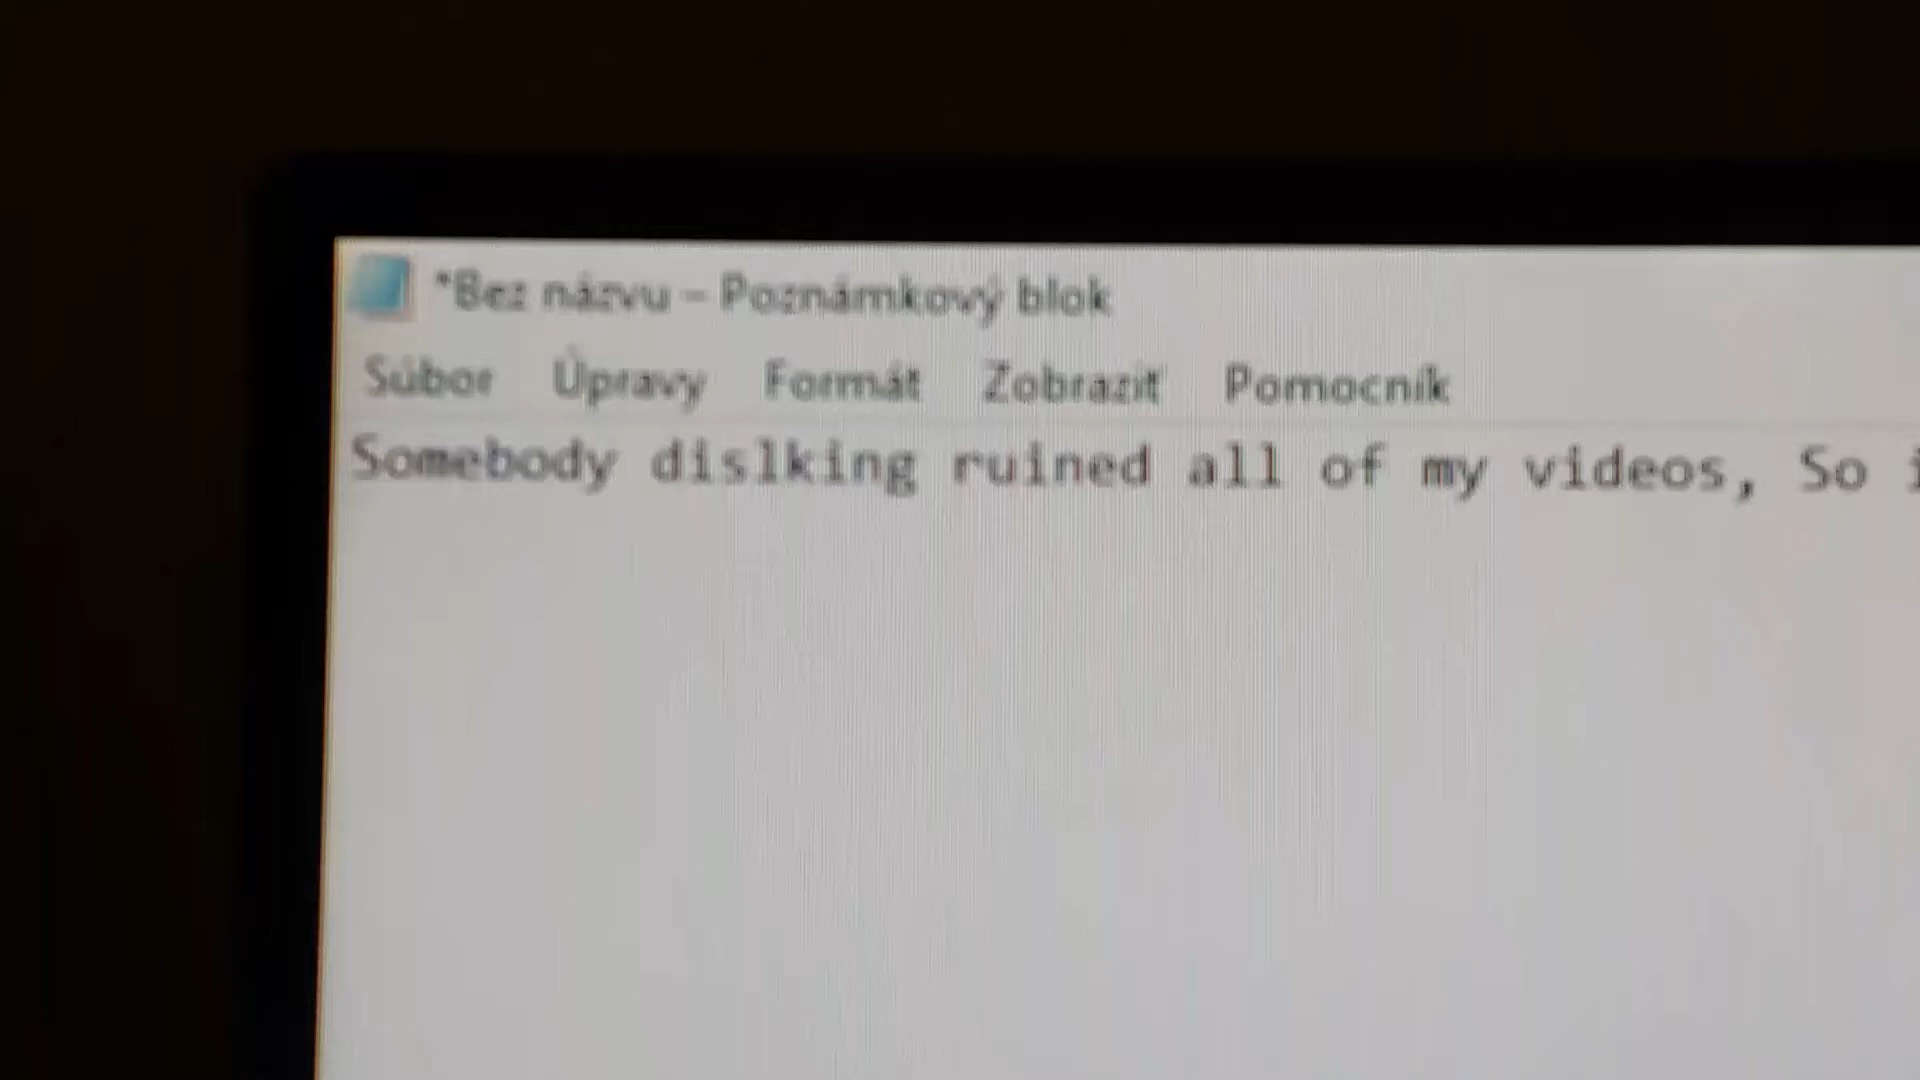 *Bez názvu – Poznámkový blok
Súbor Úpravy Formát Zobraziť Pomocník
Somebody dislking ruined all of my videos, So i